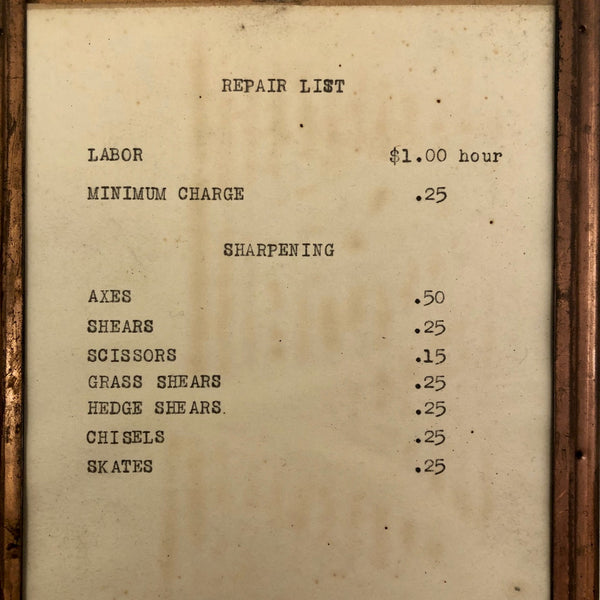 REPAIR LIST
LABOR $1.00 hour
MINIMUM CHARGE .25
SHARPENING
AXES .50
SHEARS .25
SCISSORS .15
GRASS SHEARS .25
HEDGE SHEARS. .25
CHISELS .25
SKATES .25